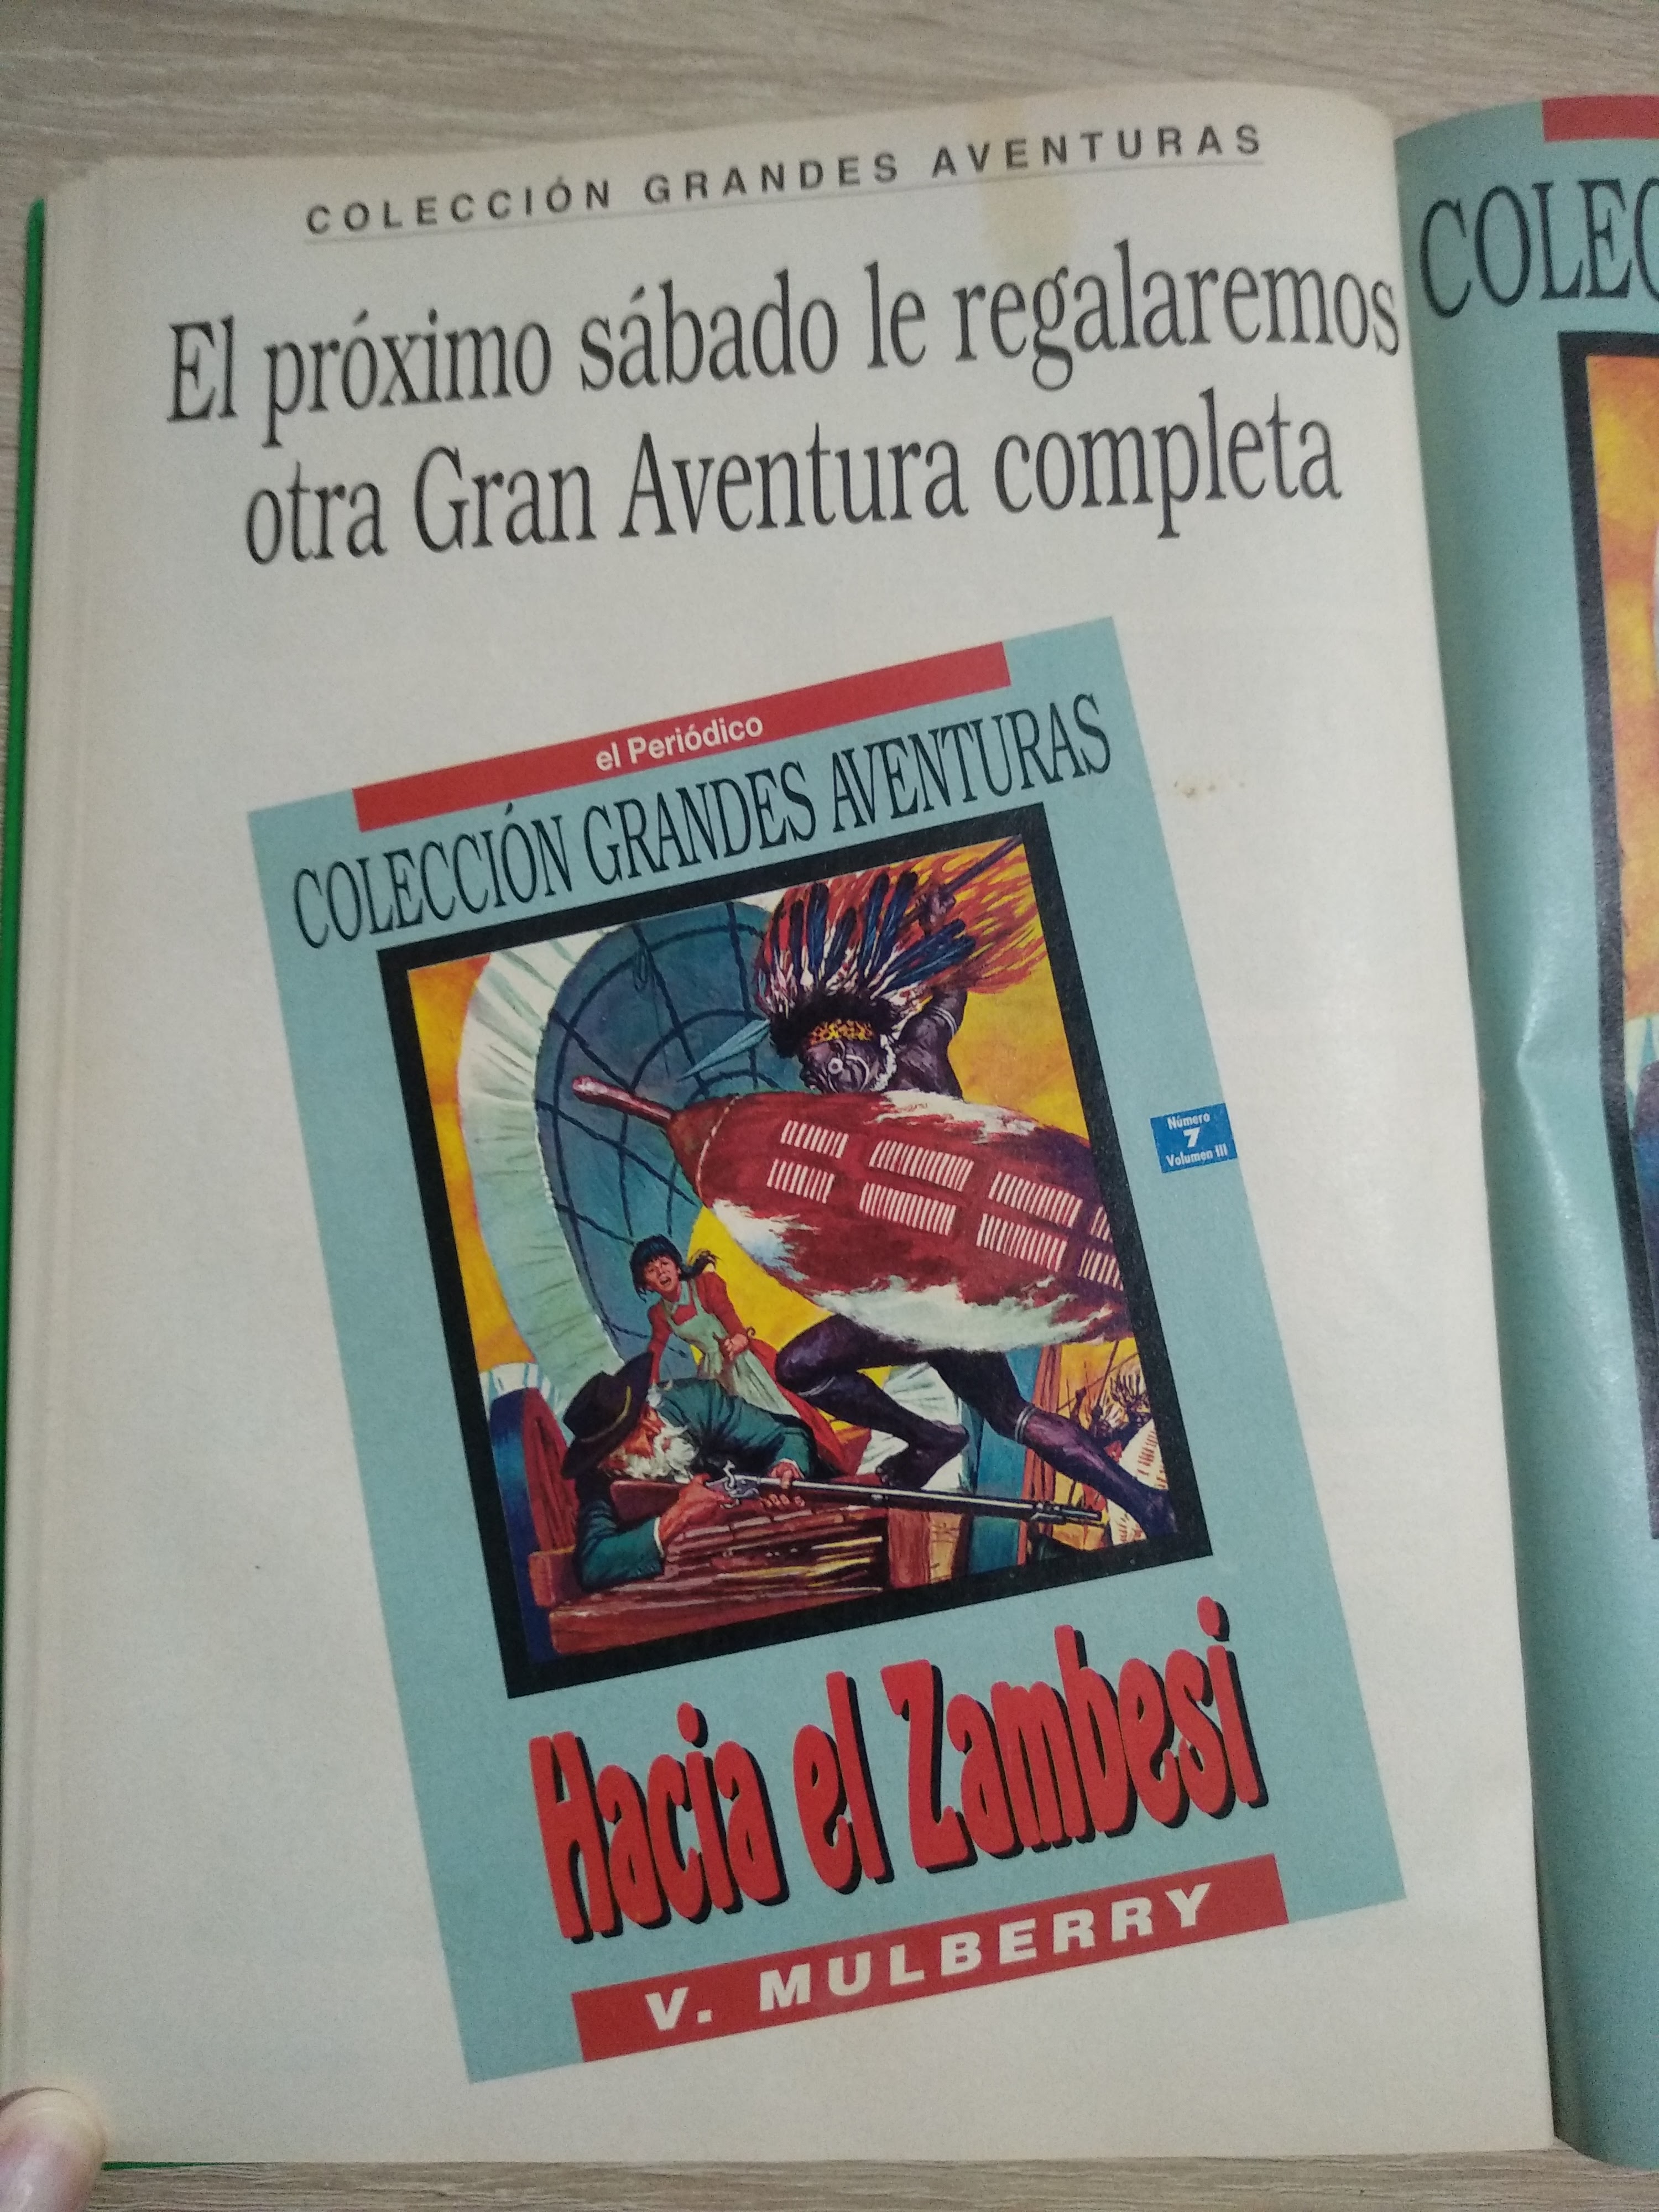 COLECCIÓN GRANDES AVENTURAS
El próximo sábado le regalaremos
otra Gran Aventura completa
el Periódico
COLECCIÓN GRANDES AVENTURAS
Número
7
Volumen III
Hacia el Zambesi
V. MULBERRY
COLEC